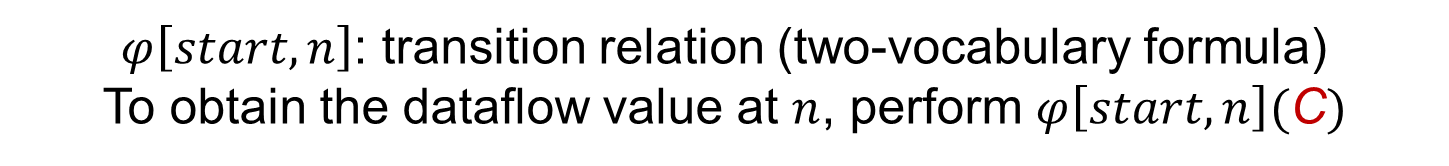 φ[start, n]: transition relation (two-vocabulary formula)
To obtain the dataflow value at n, perform φ[start, n](C)